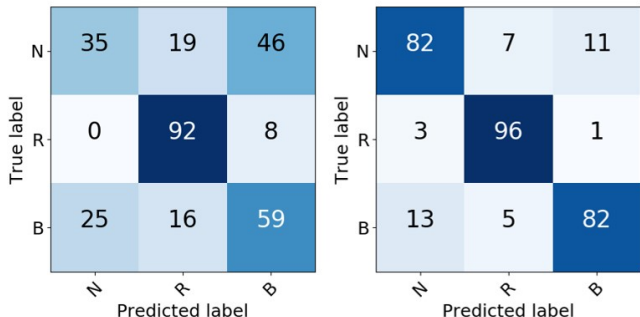 True label
N 35 19 46
R 0 92 8
B 25 16 59
N R B
Predicted label
True label
N 82 7 11
R 3 96 1
B 13 5 82
N R B
Predicted label